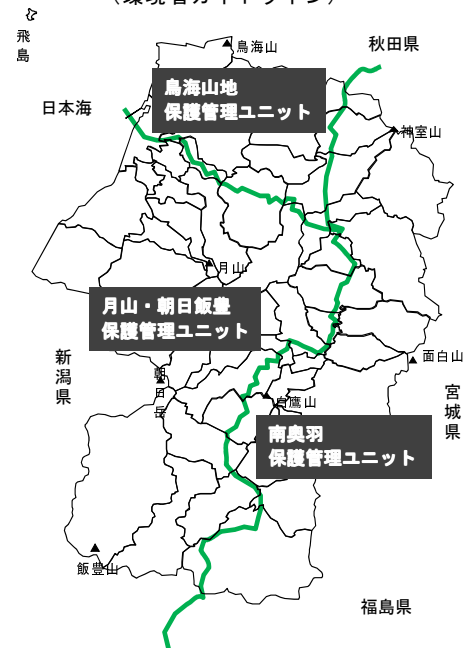 （環境省ガイドライン）
飛島
鳥海山
秋田県
鳥海山地
保護管理ユニット
日本海
神室山
月山
月山・朝日飯豊
保護管理ユニット
新潟県
朝日岳
面白山
白鷹山
宮城県
南奥羽
保護管理ユニット
飯豊山
福島県